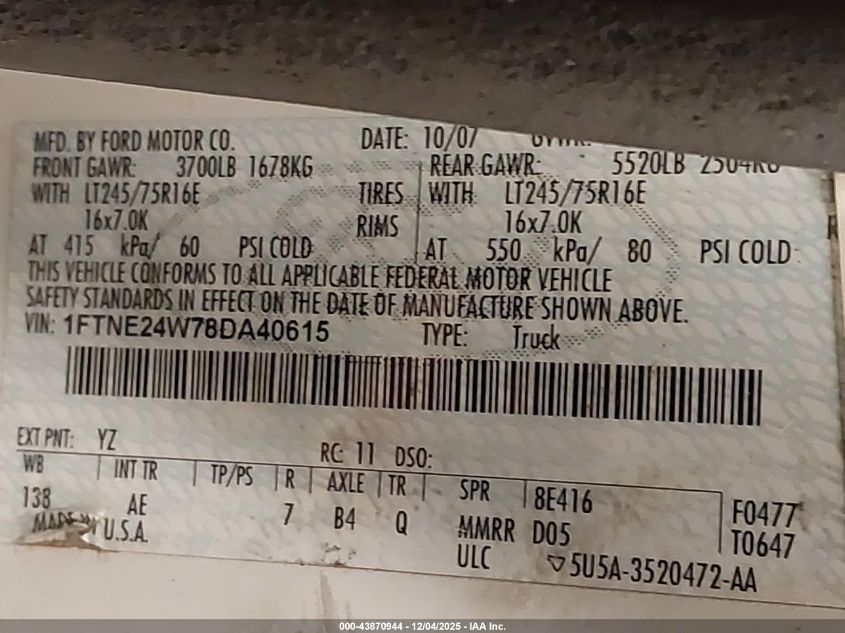 MFD. BY FORD MOTOR CO. DATE: 10/07
FRONT GAWR: 3700LB 1678KG REAR GAWR: 5520LB 2504KG
WITH LT245/75R16E TIRES WITH LT245/75R16E
16x7.0K RIMS 16x7.0K
AT 415 kPa/ 60 PSI COLD AT 550 kPa/ 80 PSI COLD
THIS VEHICLE CONFORMS TO ALL APPLICABLE FEDERAL MOTOR VEHICLE
SAFETY STANDARDS IN EFFECT ON THE DATE OF MANUFACTURE SHOWN ABOVE.
VIN: 1FTNE24W78DA40615 TYPE: Truck
EXT PNT: YZ RC: 11 DSO:
WB INT TR TP/PS R AXLE TR SPR 8E416 F0477
138 AE 7 B4 Q MMRR D05 T0647
MADE IN U.S.A. ULC ▽5U5A-3520472-AA
000-43870944 - 12/04/2025 - IAA Inc.